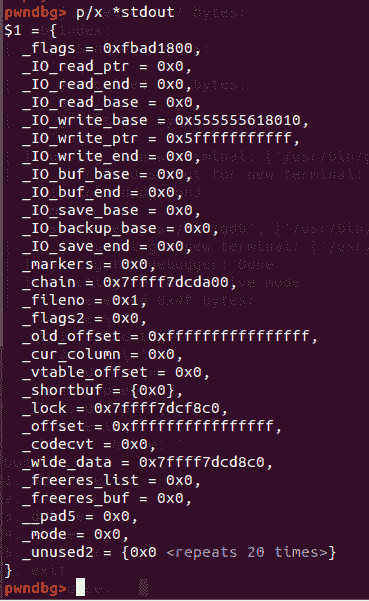 pwndbg> p/x *stdout
$1 = {
_flags = 0xfbad1800,
_IO_read_ptr = 0x0,
_IO_read_end = 0x0,
_IO_read_base = 0x0,
_IO_write_base = 0x555555618010,
_IO_write_ptr = 0x5fffffffffff,
_IO_write_end = 0x0,
_IO_buf_base = 0x0,
_IO_buf_end = 0x0,
_IO_save_base = 0x0,
_IO_backup_base = 0x0,
_IO_save_end = 0x0,
_markers = 0x0,
_chain = 0x7ffff7dcda00,
_fileno = 0x1,
_flags2 = 0x0,
_old_offset = 0xffffffffffffffff,
_cur_column = 0x0,
_vtable_offset = 0x0,
_shortbuf = {0x0},
_lock = 0x7ffff7dcf8c0,
_offset = 0xffffffffffffffff,
_codecvt = 0x0,
_wide_data = 0x7ffff7dcd8c0,
_freeres_list = 0x0,
_freeres_buf = 0x0,
__pad5 = 0x0,
_mode = 0x0,
_unused2 = {0x0 <repeats 20 times>}
}
pwndbg>